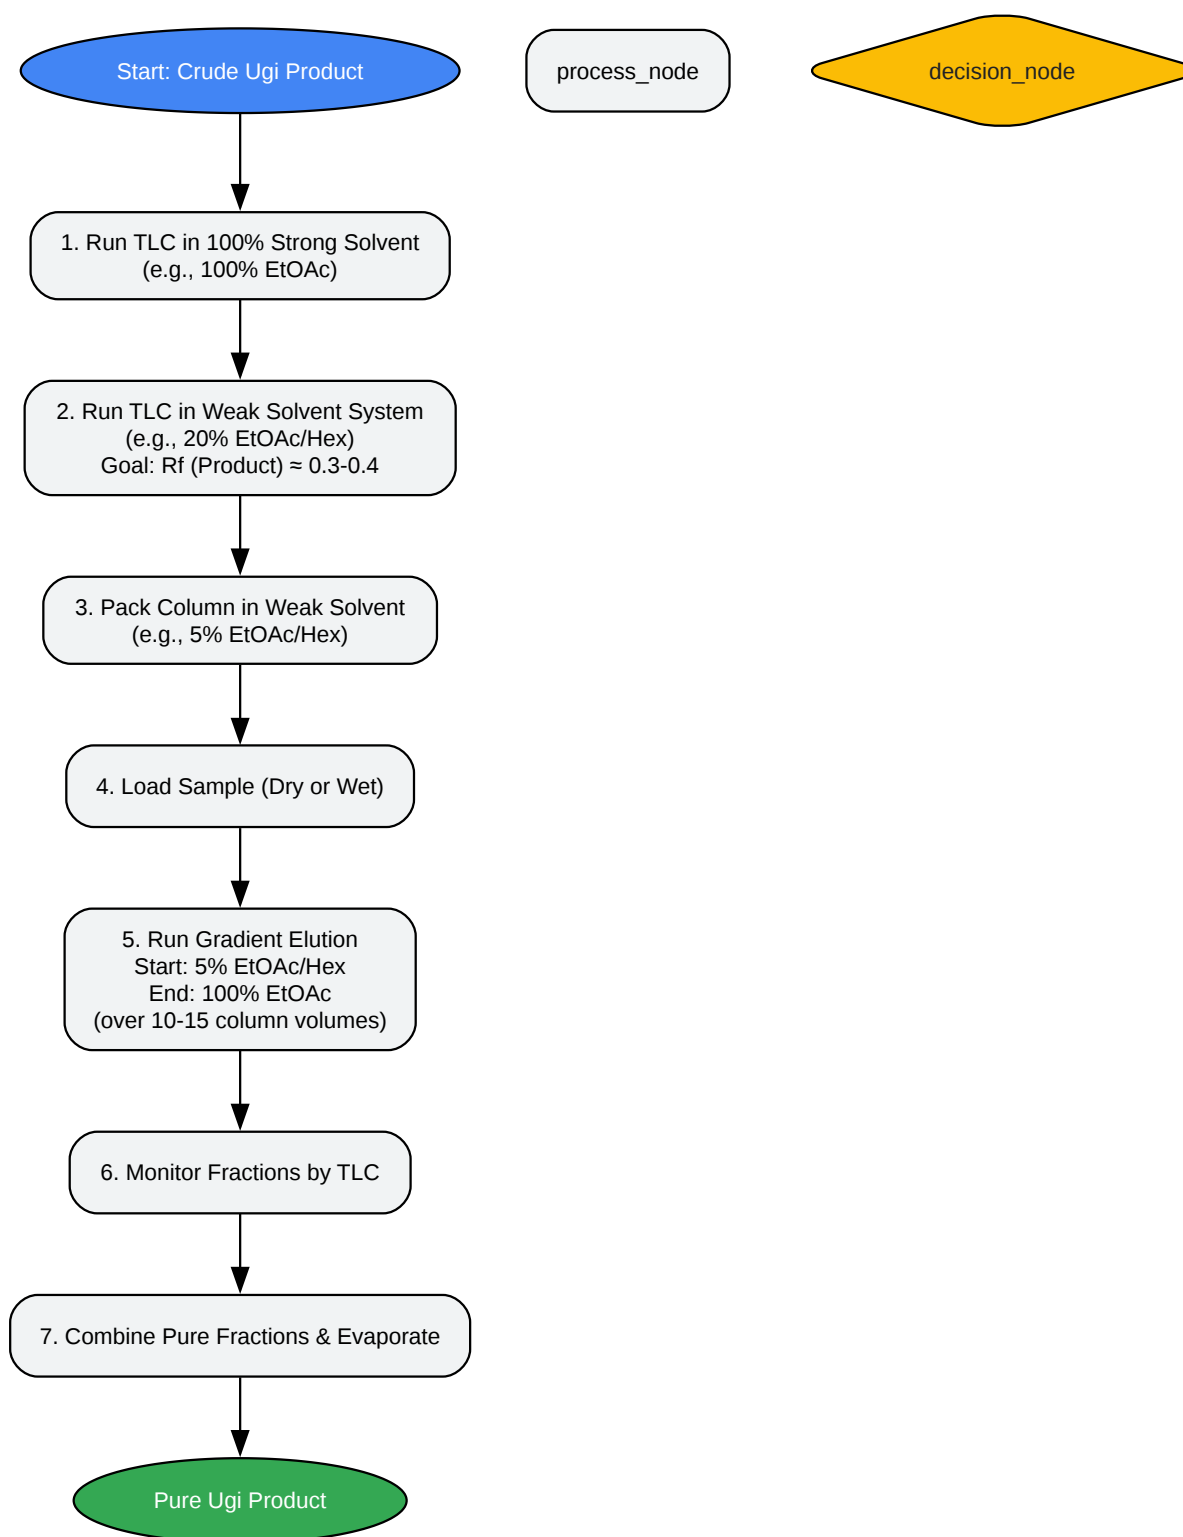 Start: Crude Ugi Product
process_node
decision_node
1. Run TLC in 100% Strong Solvent
(e.g., 100% EtOAc)
2. Run TLC in Weak Solvent System
(e.g., 20% EtOAc/Hex)
Goal: Rf (Product) ≈ 0.3-0.4
3. Pack Column in Weak Solvent
(e.g., 5% EtOAc/Hex)
4. Load Sample (Dry or Wet)
5. Run Gradient Elution
Start: 5% EtOAc/Hex
End: 100% EtOAc
(over 10-15 column volumes)
6. Monitor Fractions by TLC
7. Combine Pure Fractions & Evaporate
Pure Ugi Product